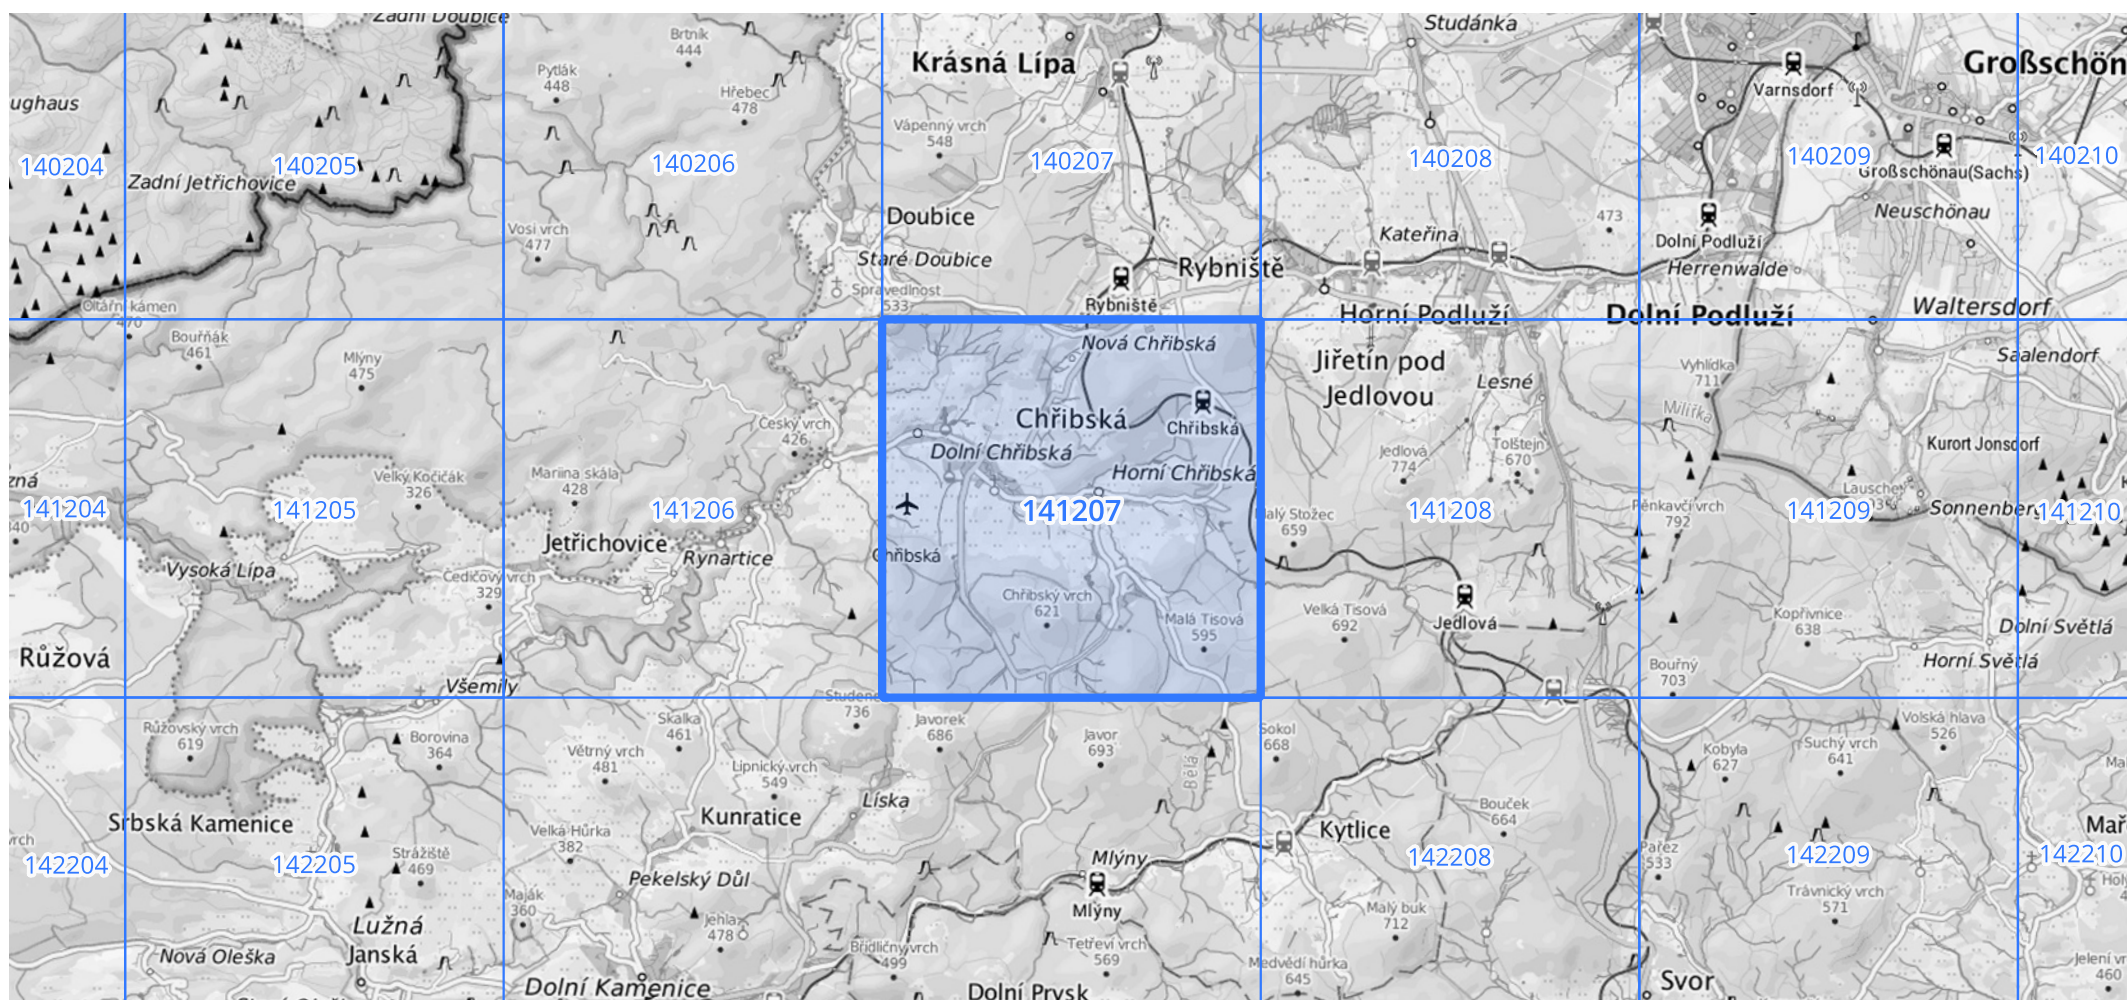 Zadní Doubice
Studánka
Krásná Lípa
Großschön
Brtník
444
Pytlák
448
Hřebec
478
Varnsdorf
ughaus
Vápenný vrch
548
140204
140205
140206
140207
140208
140209
140210
Großschönau(Sachs)
Zadní Jetřichovice
Doubice
473
Neuschönau
Vosí vrch
477
Kateřina
Dolní Podluží
Staré Doubice
Rybniště
Herrenwalde
Spravedlnost
533
Rybniště
Oltářní kámen
470
Horní Podluží
Dolní Podluží
Waltersdorf
Bouřňák
461
Mlýny
475
Nová Chřibská
Jiřetín pod
Jedlovou
Lesné
Vyhlídka
711
Saalendorf
Milířka
Český vrch
426
Chřibská
Chřibská
Kurort Jonsdorf
Dolní Chřibská
Jedlová
774
Tolštejn
670
zná
Velký Kočičák
326
Mariina skála
428
Horní Chřibská
Lausche
141204
141205
141206
141207
141208
141209
141210
Malý Stožec
659
Pěnkavčí vrch
792
Sonnenberg
Jetřichovice
Rynartice
Chřibská
Vysoká Lípa
Čedičový vrch
329
Chřibský vrch
621
Malá Tisová
595
Velká Tisová
692
Jedlová
Kopřivnice
638
Dolní Světlá
Růžová
Všemily
Bouřný
703
Horní Světlá
Studenec
736
Růžovský vrch
619
Borovina
364
Skalka
461
Javorek
686
Javor
693
Sokol
668
Volská hlava
526
Větrný vrch
481
Lipnický vrch
549
Bělá
Kobyla
627
Suchý vrch
641
Líska
Srbská Kamenice
Kunratice
Bouček
664
Kytlice
Mař
Velká Hůrka
382
142204
142205
142208
142209
142210
Strážiště
469
Mlýny
Pařez
533
Pekelský Důl
Maják
360
Mlýny
Malý buk
712
Trávnický vrch
571
Lužná
Janská
Jehla
478
Nová Oleška
Břidličný vrch
499
Tetřeví vrch
569
Medvědí hůrka
645
Jelení vr
460
Dolní Kamenice
Dolní Prysk
Svor